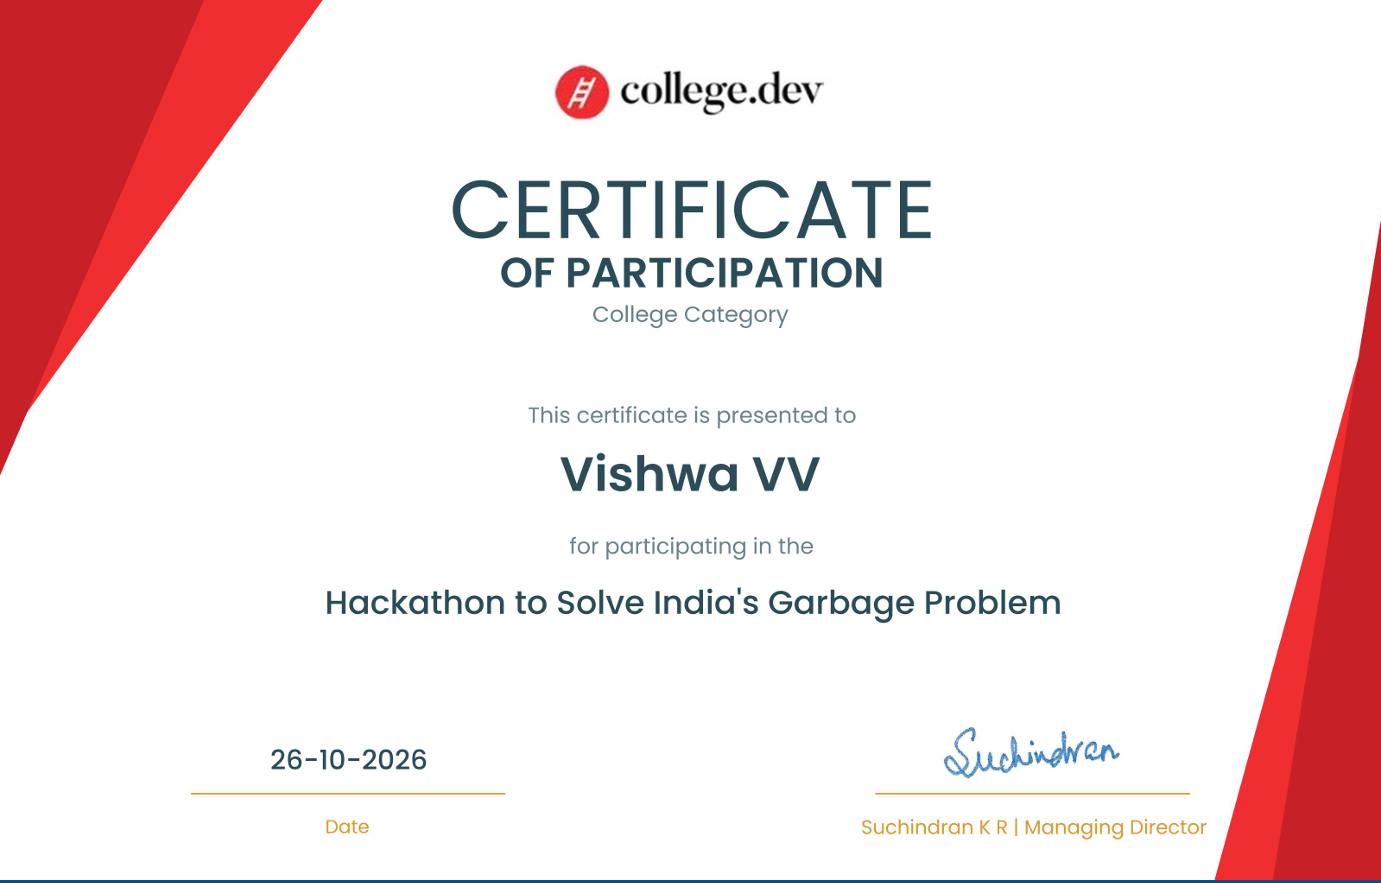 college.dev
CERTIFICATE
OF PARTICIPATION
College Category
This certificate is presented to
Vishwa VV
for participating in the
Hackathon to Solve India's Garbage Problem
26-10-2026
Date
Suchindran
Suchindran K R | Managing Director